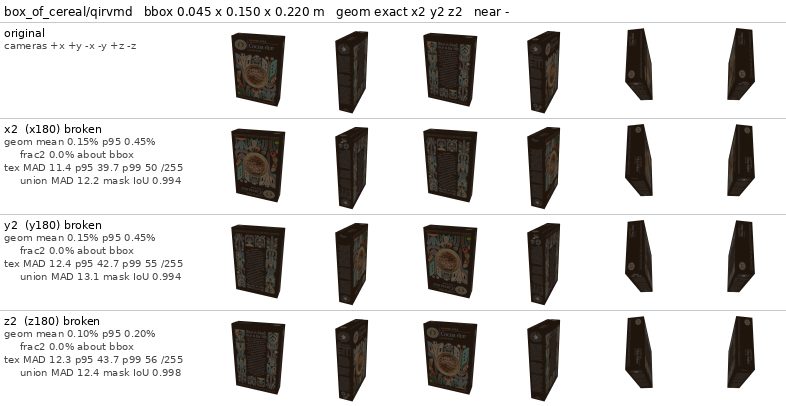 box_of_cereal/qirvmd bbox 0.045 x 0.150 x 0.220 m geom exact x2 y2 z2 near -
original
cameras +x +y -x -y +z -z
x2 (x180) broken
geom mean 0.15% p95 0.45%
frac2 0.0% about bbox
tex MAD 11.4 p95 39.7 p99 50 /255
union MAD 12.2 mask IoU 0.994
y2 (y180) broken
geom mean 0.15% p95 0.45%
frac2 0.0% about bbox
tex MAD 12.4 p95 42.7 p99 55 /255
union MAD 13.1 mask IoU 0.994
z2 (z180) broken
geom mean 0.10% p95 0.20%
frac2 0.0% about bbox
tex MAD 12.3 p95 43.7 p99 56 /255
union MAD 12.4 mask IoU 0.998